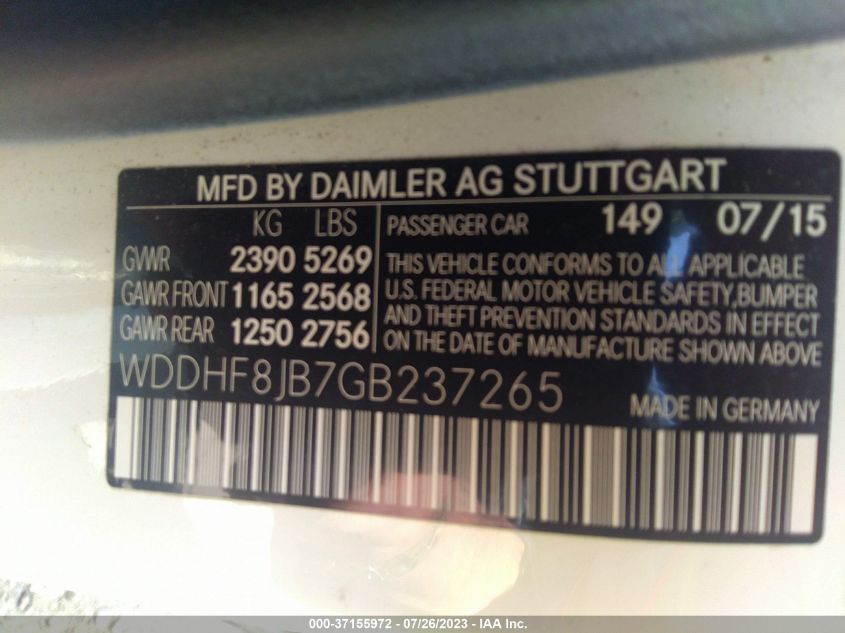 MFD BY DAIMLER AG STUTTGART
KG LBS
PASSENGER CAR 149 07/15
GVWR 2390 5269
GAWR FRONT 1165 2568
GAWR REAR 1250 2756
THIS VEHICLE CONFORMS TO ALL APPLICABLE
U.S. FEDERAL MOTOR VEHICLE SAFETY, BUMPER
AND THEFT PREVENTION STANDARDS IN EFFECT
ON THE DATE OF MANUFACTURE SHOWN ABOVE
WDDHF8JB7GB237265
MADE IN GERMANY
000-37155972 - 07/26/2023 - IAA Inc.